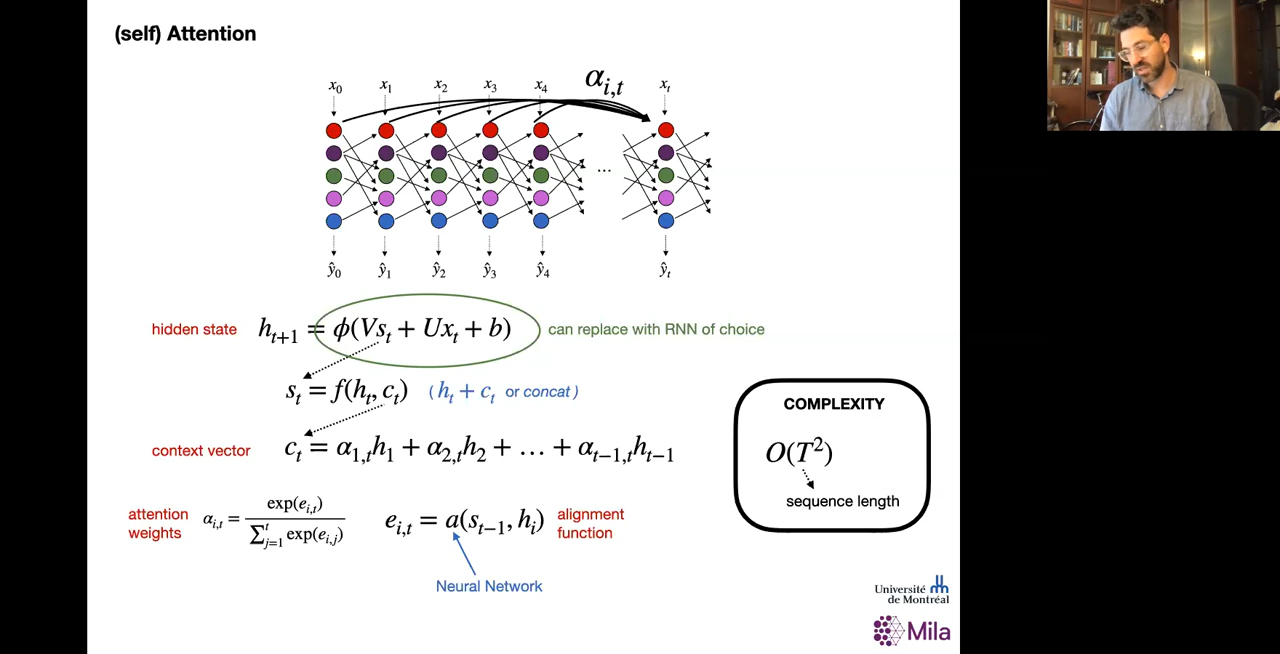 (self) Attention
x₀ x₁ x₂ x₃ x₄ αᵢ,ₜ xₜ
...
ŷ₀ ŷ₁ ŷ₂ ŷ₃ ŷ₄ ŷₜ
hidden state hₜ₊₁ = ϕ(Vsₜ + Uxₜ + b) can replace with RNN of choice
sₜ = f(hₜ, cₜ) ( hₜ + cₜ or concat )
COMPLEXITY
O(T²)
sequence length
context vector cₜ = α₁,ₜh₁ + α₂,ₜh₂ + … + αₜ₋₁,ₜhₜ₋₁
attention weights αᵢ,ₜ = exp(eᵢ,ₜ) / ∑ⱼ₌₁ᵗ exp(eᵢ,ⱼ) eᵢ,ₜ = a(sₜ₋₁, hᵢ) alignment function
Neural Network
Université
de Montréal
Mila